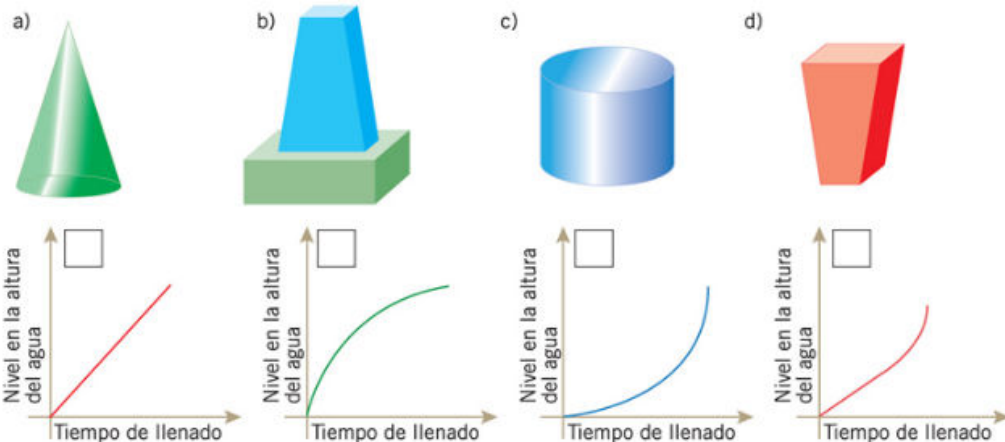 a)
b)
c)
d)
Nivel en la altura
del agua
Tiempo de llenado
Nivel en la altura
del agua
Tiempo de llenado
Nivel en la altura
del agua
Tiempo de llenado
Nivel en la altura
del agua
Tiempo de llenado